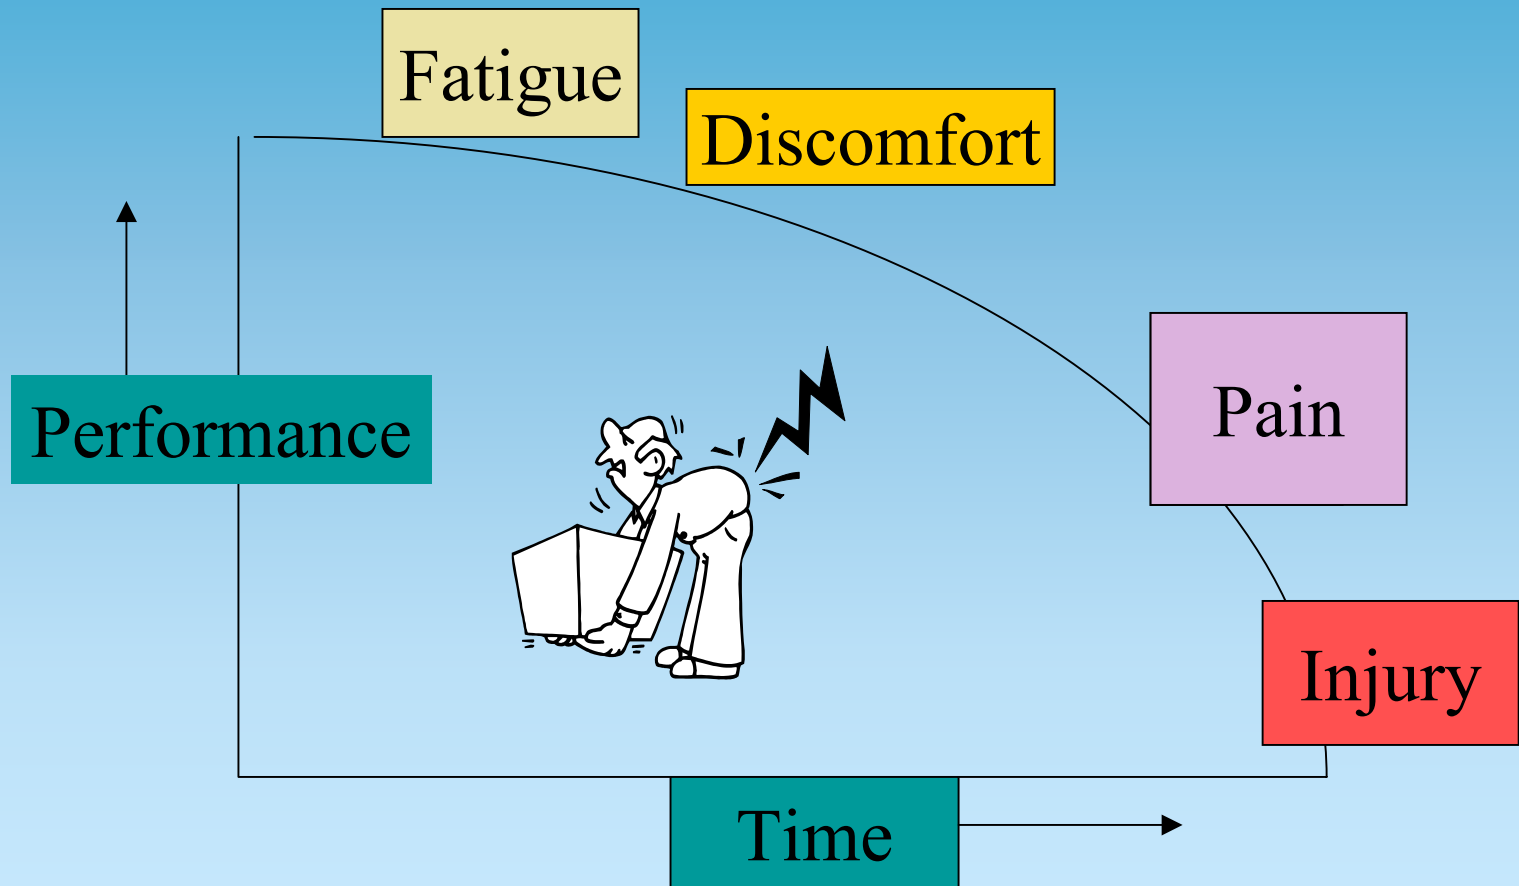 Fatigue
Discomfort
Performance
Pain
Injury
Time